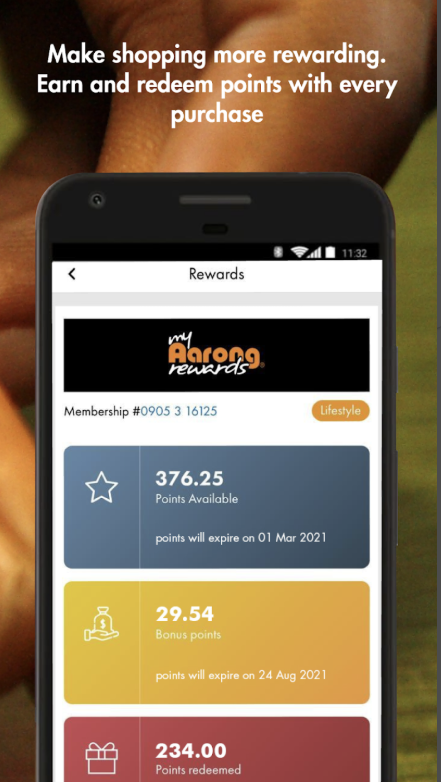 Make shopping more rewarding.
Earn and redeem points with every
purchase
11:32
Rewards
my
Aarong
rewards®
Membership #0905 3 16125
Lifestyle
376.25
Points Available
points will expire on 01 Mar 2021
29.54
Bonus points
$
points will expire on 24 Aug 2021
234.00
Points redeemed